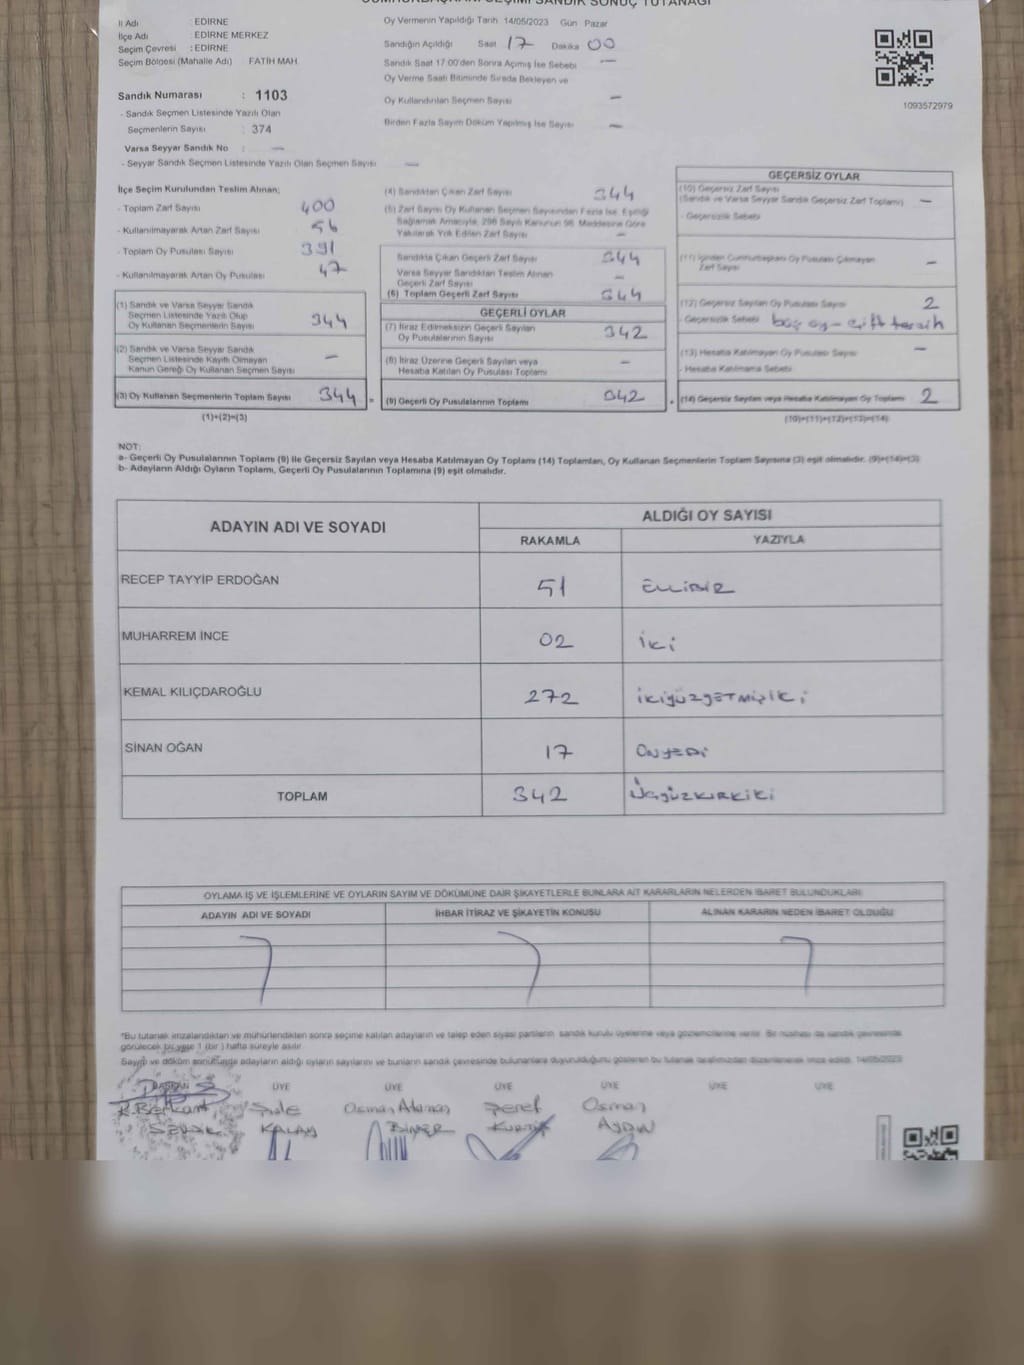 CUMHURBAŞKANI SEÇİMİ SANDIK SONUÇ TUTANAĞI
İl Adı : EDİRNE
İlçe Adı : EDİRNE MERKEZ
Seçim Çevresi : EDİRNE
Seçim Bölgesi (Mahalle Adı) FATİH MAH.
Sandık Numarası : 1103
- Sandık Seçmen Listesinde Yazılı Olan
Seçmenlerin Sayısı : 374
Varsa Seyyar Sandık No : —
- Seyyar Sandık Seçmen Listesinde Yazılı Olan Seçmen Sayısı —
Oy Vermenin Yapıldığı Tarih 14/05/2023 Gün Pazar
Sandığın Açıldığı Saat 17 Dakika 00
Sandık Saat 17:00'den Sonra Açımış İse Sebebi —
Oy Verme Saati Bitiminde Sırada Bekleyen ve
Oy Kullandırılan Seçmen Sayısı —
Birden Fazla Sayım Döküm Yapılmış İse Sayısı —
1093572979
İlçe Seçim Kurulundan Teslim Alınan;
- Toplam Zarf Sayısı 400
- Kullanılmayarak Artan Zarf Sayısı 56
- Toplam Oy Pusulası Sayısı 391
- Kullanılmayarak Artan Oy Pusulası 47
(1) Sandık ve Varsa Seyyar Sandık
Seçmen Listesinde Yazılı Olup
Oy Kullanan Seçmenlerin Sayısı 344
(2) Sandık ve Varsa Seyyar Sandık
Seçmen Listesinde Kayıtlı Olmayan
Kanun Gereği Oy Kullanan Seçmen Sayısı —
(3) Oy Kullanan Seçmenlerin Toplam Sayısı 344 =
(1)+(2)=(3)
(4) Sandıktan Çıkan Zarf Sayısı 344
(5) Zarf Sayısı Oy Kullanan Seçmen Sayısından Fazla İse, Eşitliği
Sağlamak Amacıyla, 298 Sayılı Kanunun 98. Maddesine Göre
Yakılarak Yok Edilen Zarf Sayısı —
Sandıkta Çıkan Geçerli Zarf Sayısı 344
Varsa Seyyar Sandıktan Teslim Alınan
Geçerli Zarf Sayısı —
(6) Toplam Geçerli Zarf Sayısı 344
GEÇERLİ OYLAR
(7) İtiraz Edilmeksizin Geçerli Sayılan
Oy Pusulalarının Sayısı 342
(8) İtiraz Üzerine Geçerli Sayılan veya
Hesaba Katılan Oy Pusulası Toplamı —
(9) Geçerli Oy Pusulalarının Toplamı 342 +
GEÇERSİZ OYLAR
(10) Geçersiz Zarf Sayısı
(Sandık ve Varsa Seyyar Sandık Geçersiz Zarf Toplamı) —
- Geçersizlik Sebebi
(11) İçinden Cumhurbaşkanı Oy Pusulası Çıkmayan
Zarf Sayısı —
(12) Geçersiz Sayılan Oy Pusulası Sayısı 2
- Geçersizlik Sebebi boş oy - çift tercih
(13) Hesaba Katılmayan Oy Pusulası Sayısı —
- Hesaba Katılmama Sebebi
(14) Geçersiz Sayılan veya Hesaba Katılmayan Oy Toplamı 2
(10)+(11)+(12)+(13)=(14)
NOT:
a- Geçerli Oy Pusulalarının Toplamı (9) ile Geçersiz Sayılan veya Hesaba Katılmayan Oy Toplamı (14) Toplamları, Oy Kullanan Seçmenlerin Toplam Sayısına (3) eşit olmalıdır. (9)+(14)=(3)
b- Adayların Aldığı Oyların Toplamı, Geçerli Oy Pusulalarının Toplamına (9) eşit olmalıdır.
ADAYIN ADI VE SOYADI ALDIĞI OY SAYISI
RAKAMLA YAZIYLA
RECEP TAYYİP ERDOĞAN 51 ELLİBİR
MUHARREM İNCE 02 İKİ
KEMAL KILIÇDAROĞLU 272 İKİYÜZYETMİŞİKİ
SİNAN OĞAN 17 ONYEDİ
TOPLAM 342 ÜÇYÜZKIRKİKİ
OYLAMA İŞ VE İŞLEMLERİNE VE OYLARIN SAYIM VE DÖKÜMÜNE DAİR ŞİKAYETLERLE BUNLARA AİT KARARLARIN NELERDEN İBARET BULUNDUKLARI
ADAYIN ADI VE SOYADI İHBAR İTİRAZ VE ŞİKAYETİN KONUSU ALINAN KARARIN NEDEN İBARET OLDUĞU
*Bu tutanak imzalandıktan ve mühürlendikten sonra seçime katılan adayların ve talep eden siyasi partilerin, sandık kurulu üyelerine veya gözlemcilerine verilir. Bir nüshası da sandık çevresinde
görülecek bir yere 1 (bir ) hafta süreyle asılır.
Sayım ve döküm sonucunda adayların aldığı oyların sayılarını ve bunların sandık çevresinde bulunanlara duyurulduğunu gösteren bu tutanak tarafımızdan düzenlenerek imza edildi. 14/05/2023
BAŞKAN ÜYE ÜYE ÜYE ÜYE ÜYE ÜYE
K. Berkant Şule Osman Şeref Osman
KALAY KURTIŞ AYDIN